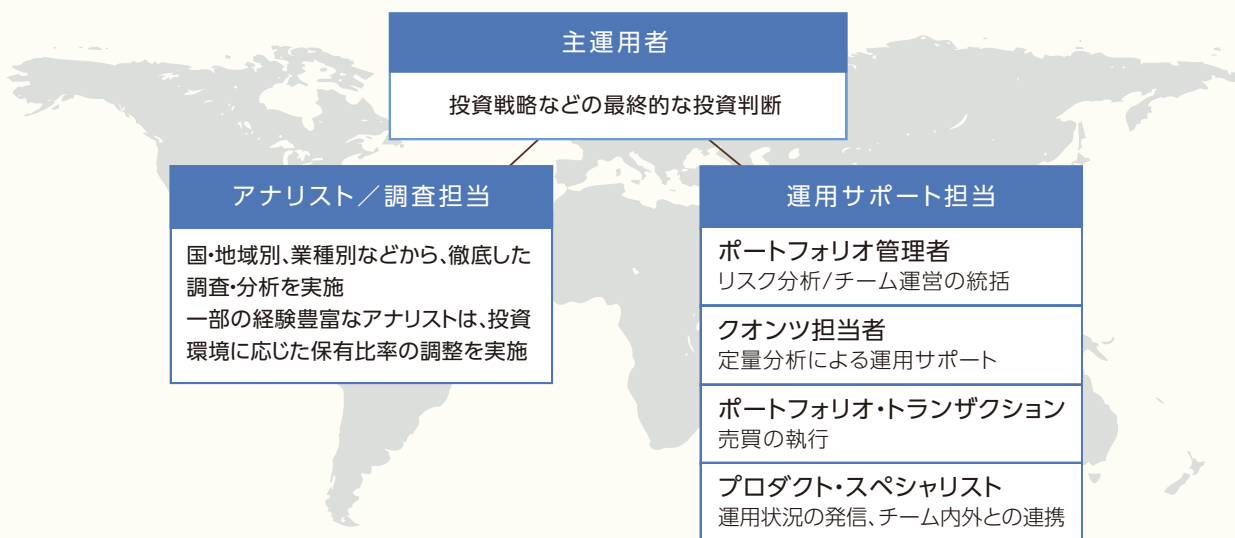 主運用者
投資戦略などの最終的な投資判断
アナリスト／調査担当
国・地域別、業種別などから、徹底した
調査・分析を実施
一部の経験豊富なアナリストは、投資
環境に応じた保有比率の調整を実施
運用サポート担当
ポートフォリオ管理者
リスク分析/チーム運営の統括
クオンツ担当者
定量分析による運用サポート
ポートフォリオ・トランザクション
売買の執行
プロダクト・スペシャリスト
運用状況の発信、チーム内外との連携